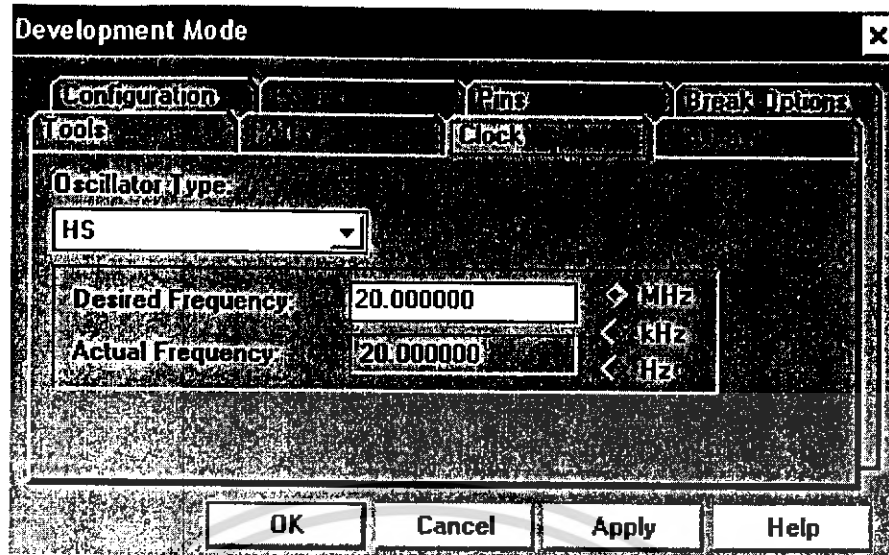 Development Mode
Configuration Pins Break Options
Tools Clock
Oscillator Type:
HS
Desired Frequency: 20.000000 MHz
kHz
Actual Frequency: 20.000000
Hz
OK Cancel Apply Help